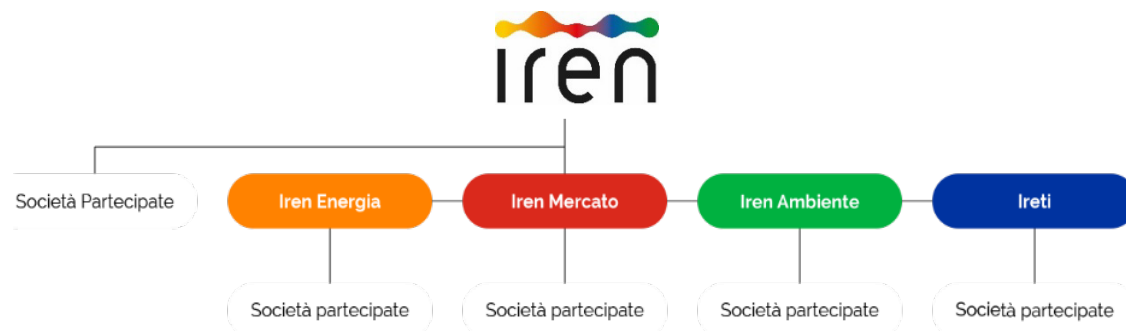 iren
Società Partecipate
Iren Energia
Iren Mercato
Iren Ambiente
Ireti
Società partecipate
Società partecipate
Società partecipate
Società partecipate